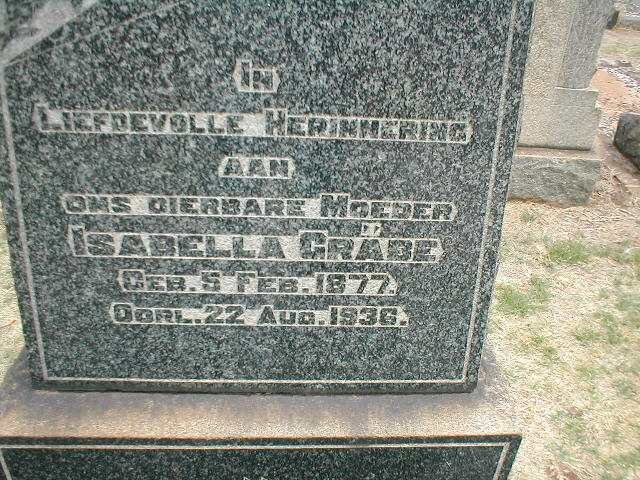 In
Liefdevolle Herinnering
aan
ons dierbare Moeder
Isabella Gräbe
Geb. 5 Feb. 1877.
Oorl. 22 Aug. 1936.